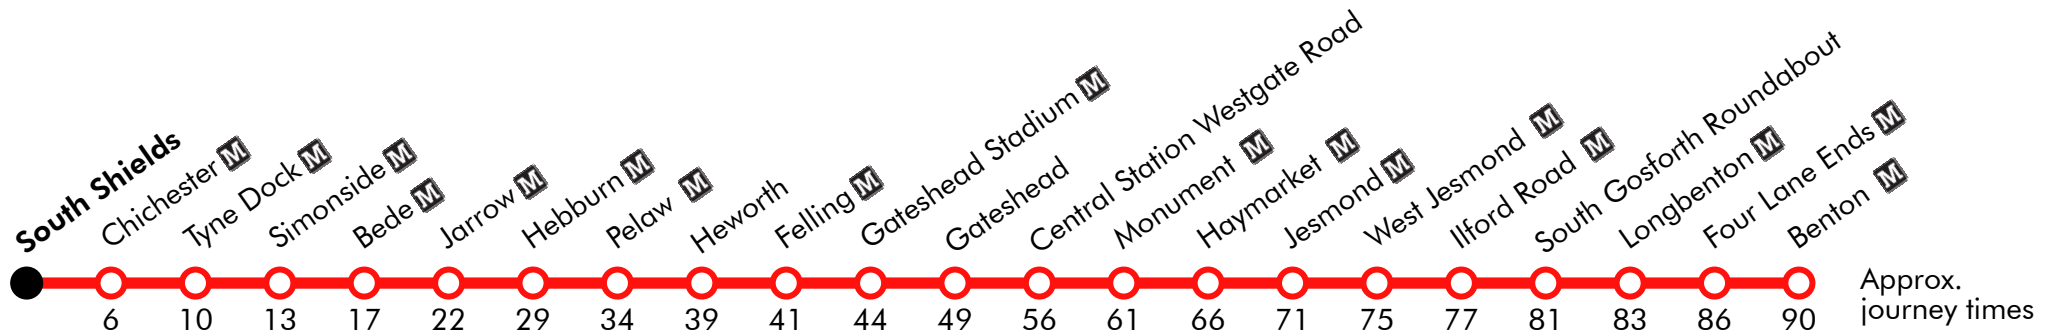 South Shields
Chichester M
Tyne Dock M
Simonside M
Bede M
Jarrow M
Hebburn M
Pelaw M
Heworth
Felling M
Gateshead Stadium M
Gateshead
Central Station Westgate Road
Monument M
Haymarket M
Jesmond M
West Jesmond M
Ilford Road M
South Gosforth Roundabout
Longbenton M
Four Lane Ends M
Benton M
6 10 13 17 22 29 34 39 41 44 49 56 61 66 71 75 77 81 83 86 90
Approx.
journey times